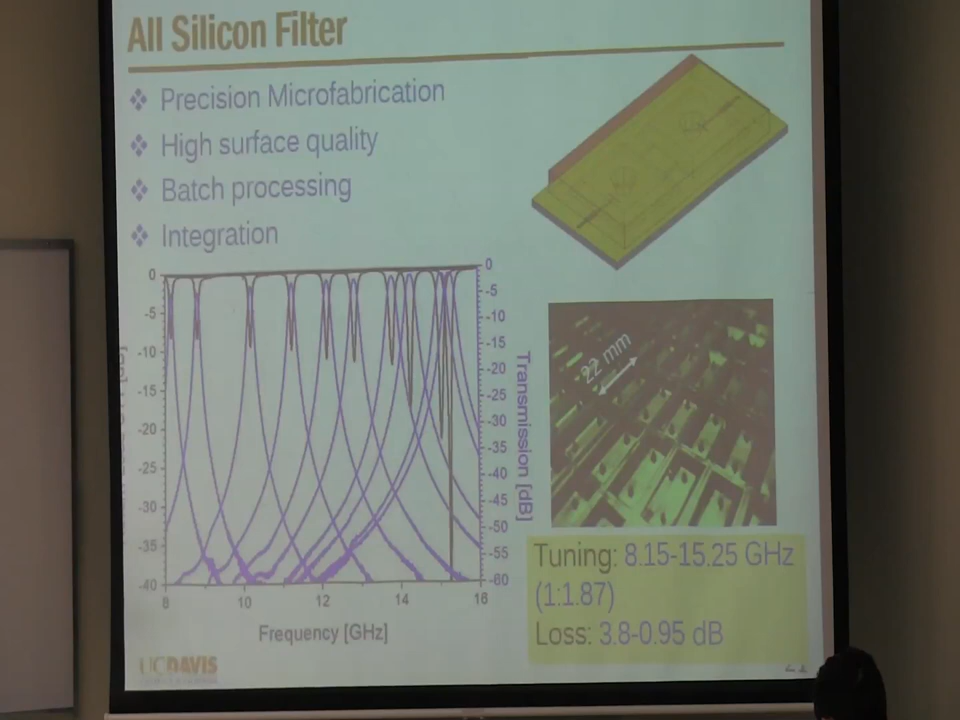 All Silicon Filter
❖ Precision Microfabrication
❖ High surface quality
❖ Batch processing
❖ Integration
0
-5
-10
-15
-20
-25
-30
-35
-40
0
-5
-10
-15
-20
-25
-30
-35
-40
-45
-50
-55
-60
Transmission [dB]
8 10 12 14 16
Frequency [GHz]
22 mm
Tuning: 8.15-15.25 GHz
(1:1.87)
Loss: 3.8-0.95 dB
UCDAVIS